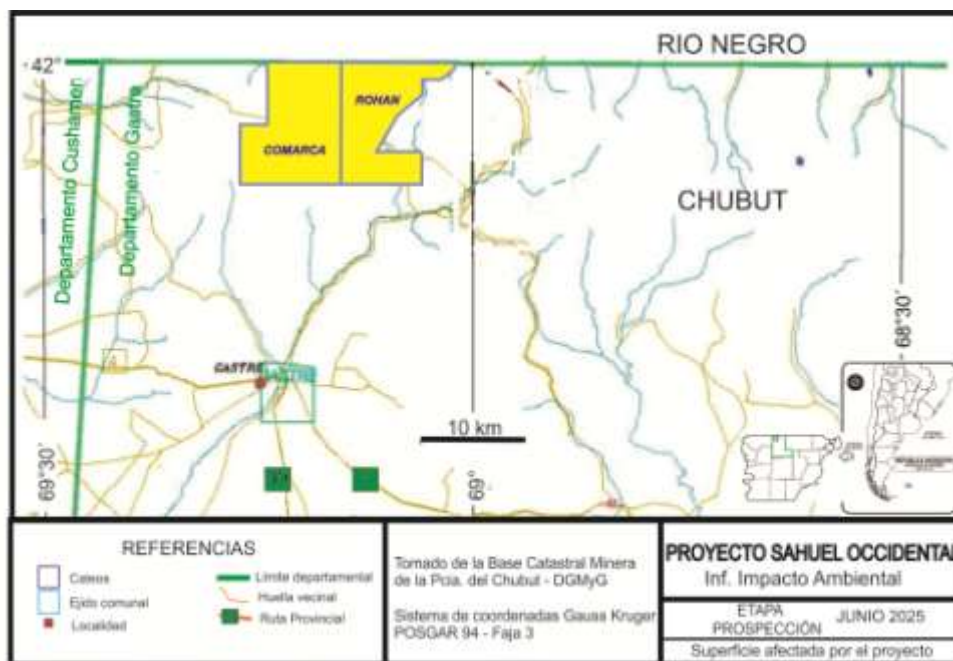 RIO NEGRO
42°
Departamento Cushamen
Departamento Gastre
ROHAN
COMARCA
CHUBUT
68°30´
GASTRE
4
10 km
69°30´
69°
REFERENCIAS
Cateos
Ejido comunal
Localidad
Límite departamental
Huella vecinal
Ruta Provincial
Tomado de la Base Catastral Minera
de la Pcia. del Chubut - DGMyG
Sistema de coordenadas Gauss Kruger
POSGAR 94 - Faja 3
PROYECTO SAHUEL OCCIDENTAL
Inf. Impacto Ambiental
ETAPA
PROSPECCIÓN
JUNIO 2025
Superficie afectada por el proyecto